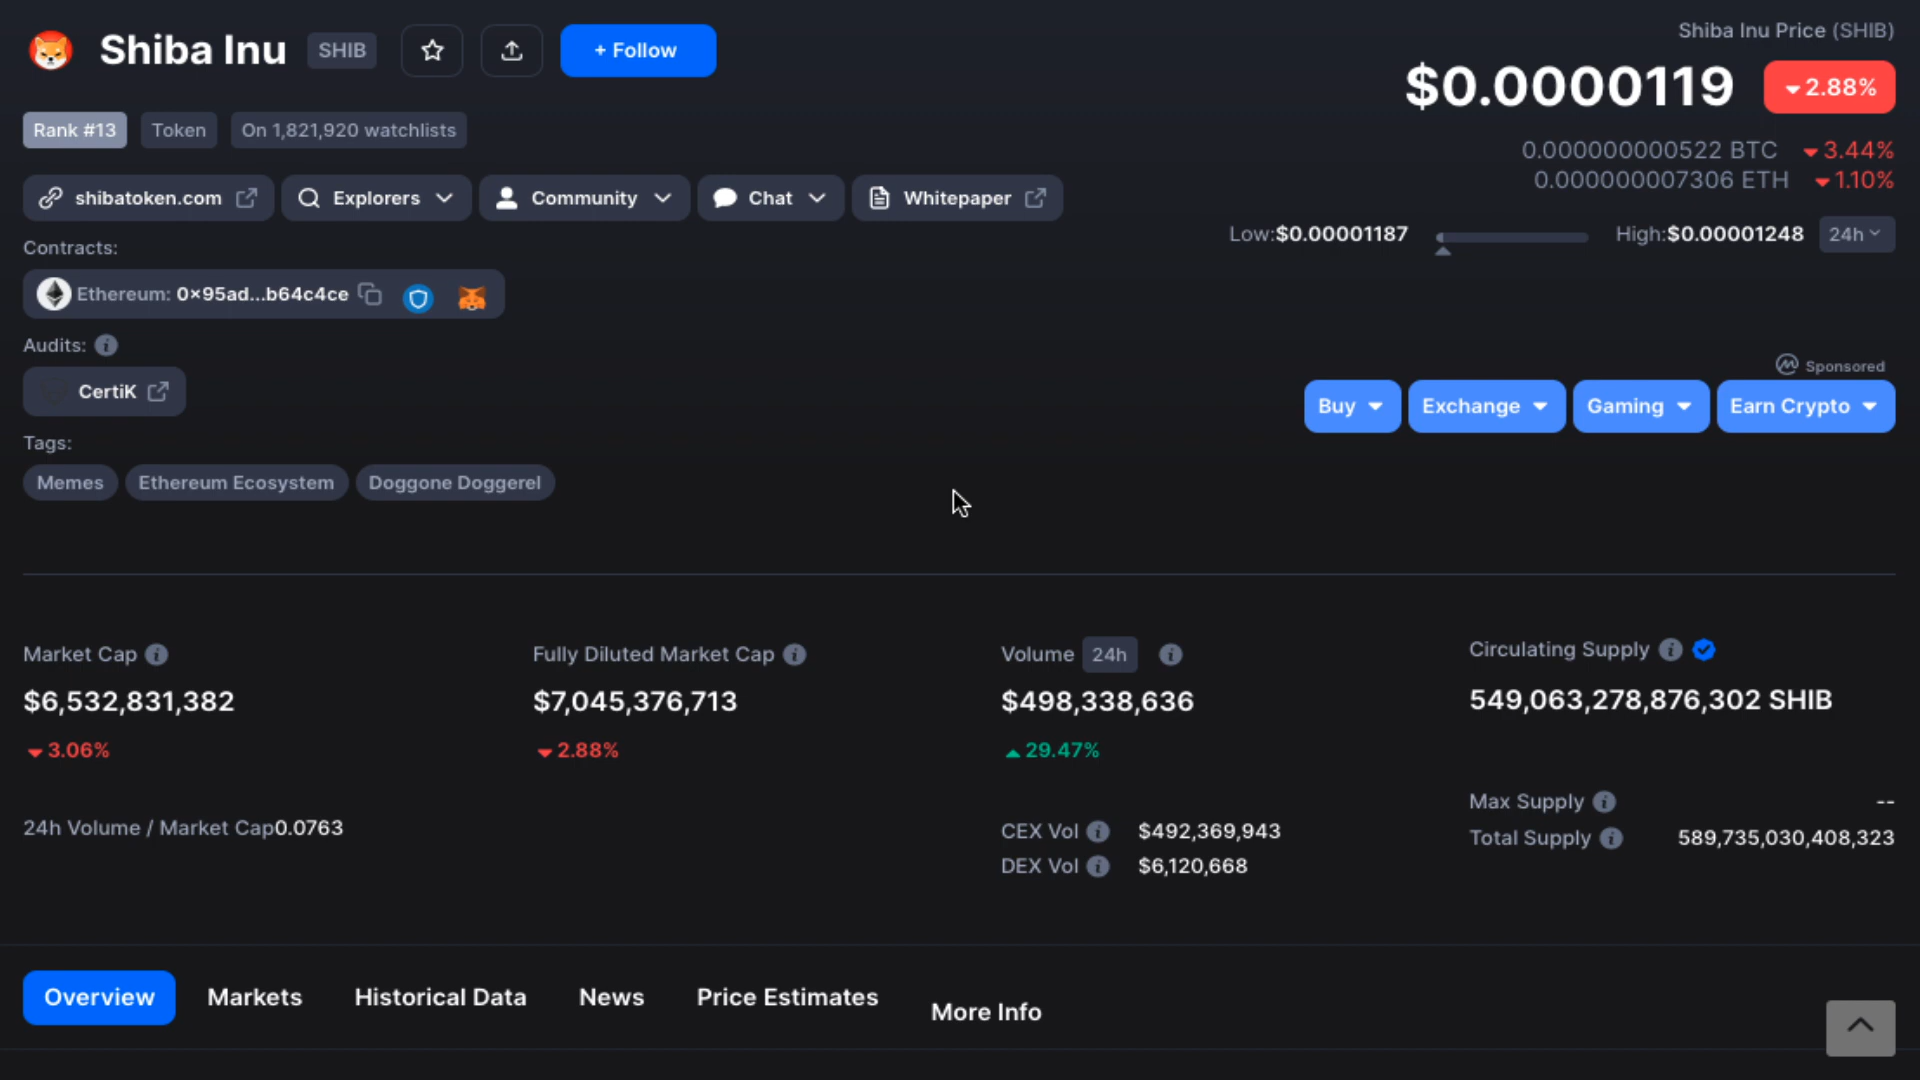 Shiba Inu SHIB + Follow
Shiba Inu Price (SHIB)
$0.0000119 2.88%
Rank #13 Token On 1,821,920 watchlists
0.000000000522 BTC 3.44%
0.000000007306 ETH 1.10%
shibatoken.com Explorers Community Chat Whitepaper
Low:$0.00001187 High:$0.00001248 24h
Contracts:
Ethereum: 0×95ad...b64c4ce
Audits:
CertiK
Sponsored
Buy Exchange Gaming Earn Crypto
Tags:
Memes Ethereum Ecosystem Doggone Doggerel
Market Cap
$6,532,831,382
3.06%
24h Volume / Market Cap0.0763
Fully Diluted Market Cap
$7,045,376,713
2.88%
Volume 24h
$498,338,636
29.47%
CEX Vol $492,369,943
DEX Vol $6,120,668
Circulating Supply
549,063,278,876,302 SHIB
Max Supply --
Total Supply 589,735,030,408,323
Overview Markets Historical Data News Price Estimates More Info